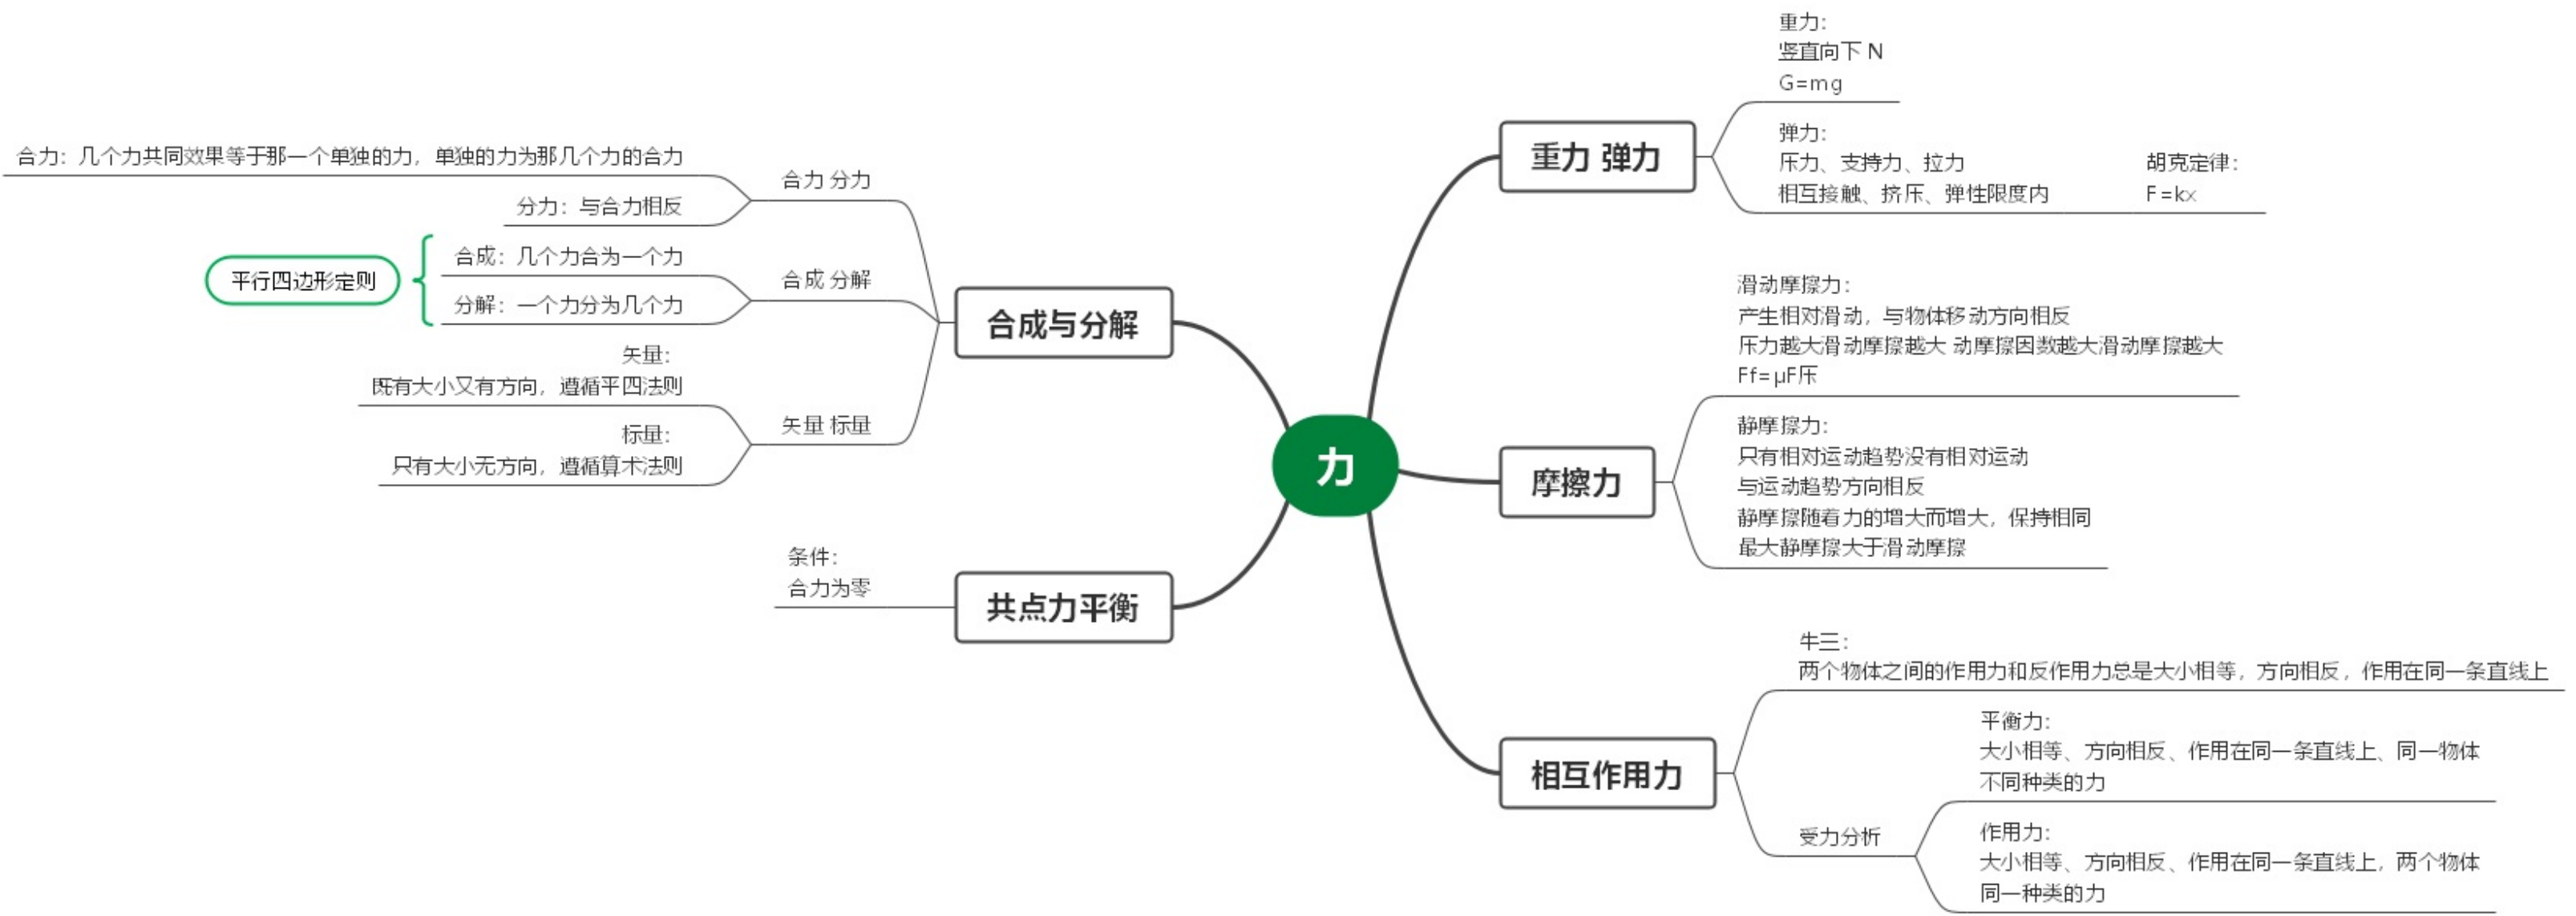 力
重力 弹力
重力：
竖直向下 N
G=mg
弹力：
压力、支持力、拉力
相互接触、挤压、弹性限度内
胡克定律：
F=kx
摩擦力
滑动摩擦力：
产生相对滑动，与物体移动方向相反
压力越大滑动摩擦越大 动摩擦因数越大滑动摩擦越大
Ff=μF压
静摩擦力：
只有相对运动趋势没有相对运动
与运动趋势方向相反
静摩擦随着力的增大而增大，保持相同
最大静摩擦大于滑动摩擦
相互作用力
牛三：
两个物体之间的作用力和反作用力总是大小相等，方向相反，作用在同一条直线上
受力分析
平衡力：
大小相等、方向相反、作用在同一条直线上、同一物体
不同种类的力
作用力：
大小相等、方向相反、作用在同一条直线上，两个物体
同一种类的力
合成与分解
合力 分力
合力：几个力共同效果等于那一个单独的力，单独的力为那几个力的合力
分力：与合力相反
合成 分解
合成：几个力合为一个力
分解：一个力分为几个力
平行四边形定则
矢量 标量
矢量：
既有大小又有方向，遵循平四法则
标量：
只有大小无方向，遵循算术法则
共点力平衡
条件：
合力为零